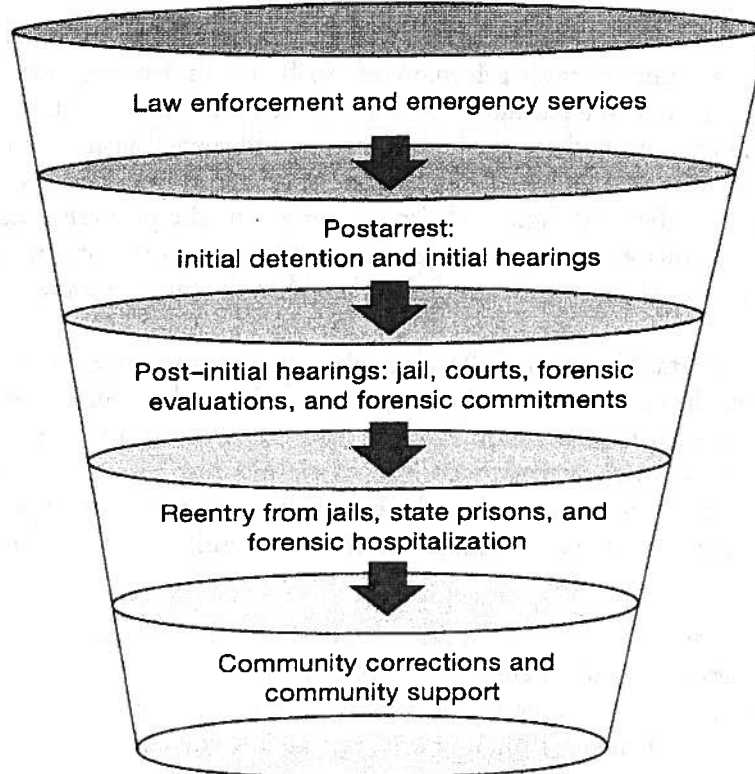 Law enforcement and emergency services
Postarrest:
initial detention and initial hearings
Post–initial hearings: jail, courts, forensic
evaluations, and forensic commitments
Reentry from jails, state prisons, and
forensic hospitalization
Community corrections and
community support